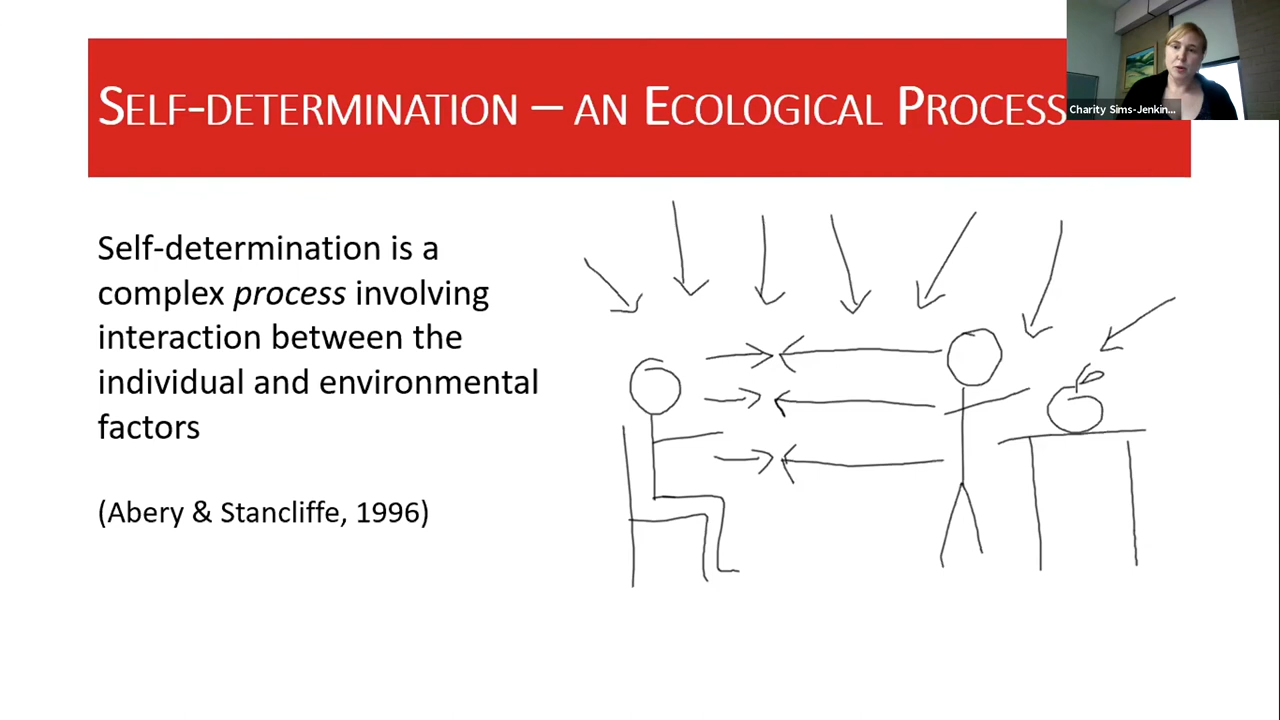 SELF-DETERMINATION – AN ECOLOGICAL PROCESS
Charity Sims-Jenkin...
Self-determination is a
complex process involving
interaction between the
individual and environmental
factors
(Abery & Stancliffe, 1996)